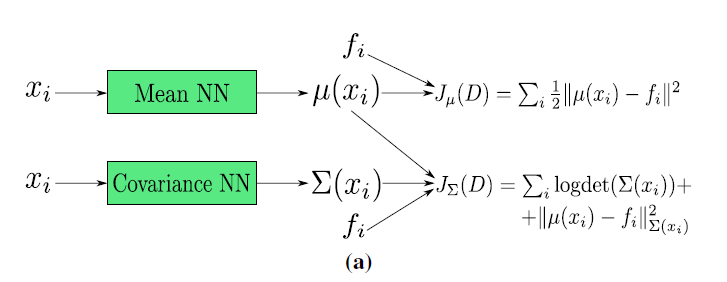 f_i
x_i Mean NN μ(x_i) J_μ(D) = ∑_i ½‖μ(x_i) − f_i‖²
x_i Covariance NN Σ(x_i) J_Σ(D) = ∑_i logdet(Σ(x_i))+
f_i +‖μ(x_i) − f_i‖²_{Σ(x_i)}
(a)